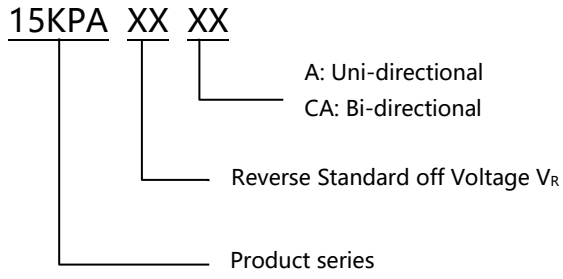 15KPA XX XX
A: Uni-directional
CA: Bi-directional
Reverse Standard off Voltage VR
Product series